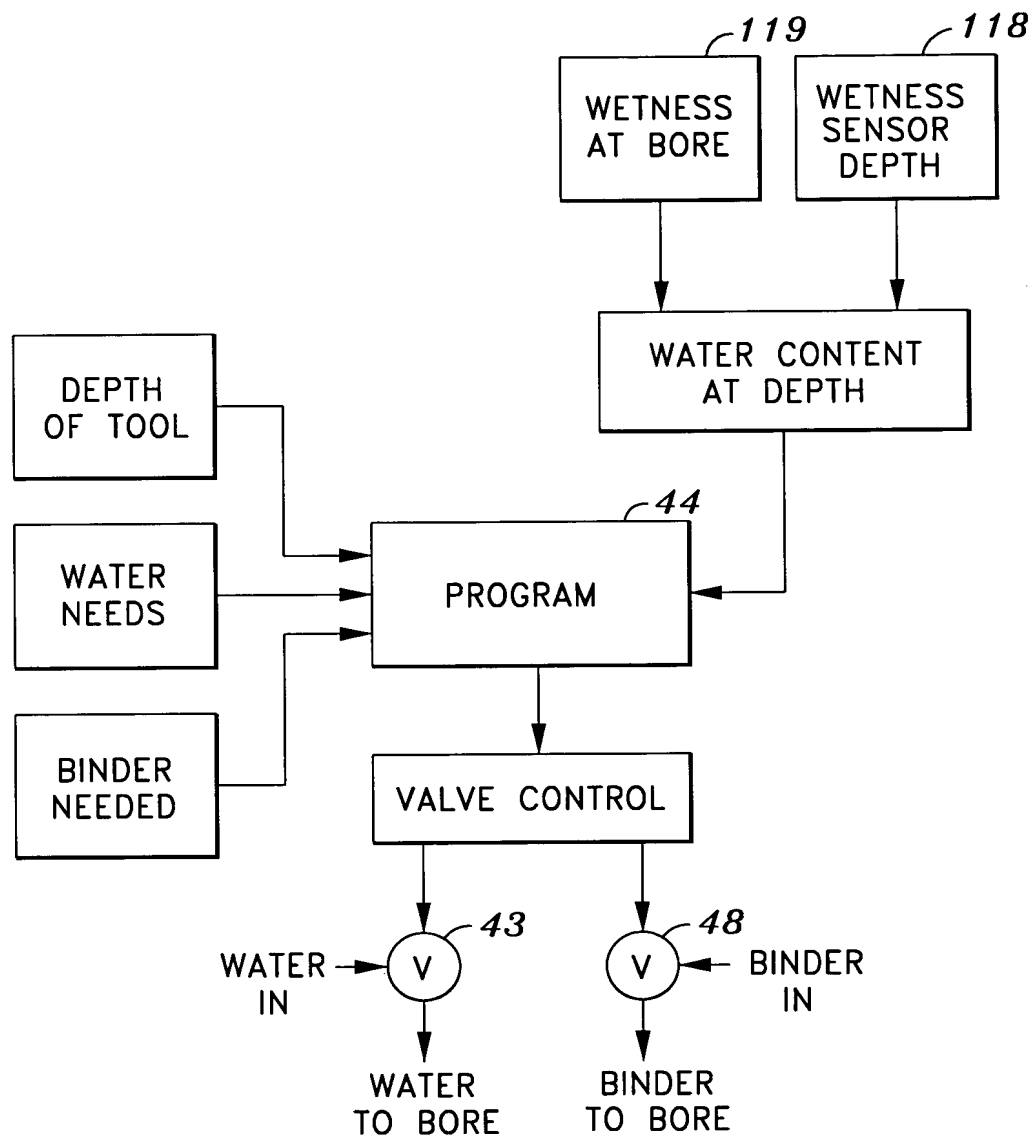 119
118
WETNESS
AT BORE
WETNESS
SENSOR
DEPTH
WATER CONTENT
AT DEPTH
DEPTH
OF TOOL
44
WATER
NEEDS
PROGRAM
BINDER
NEEDED
VALVE CONTROL
43
48
WATER
IN
V
V
BINDER
IN
WATER
TO BORE
BINDER
TO BORE